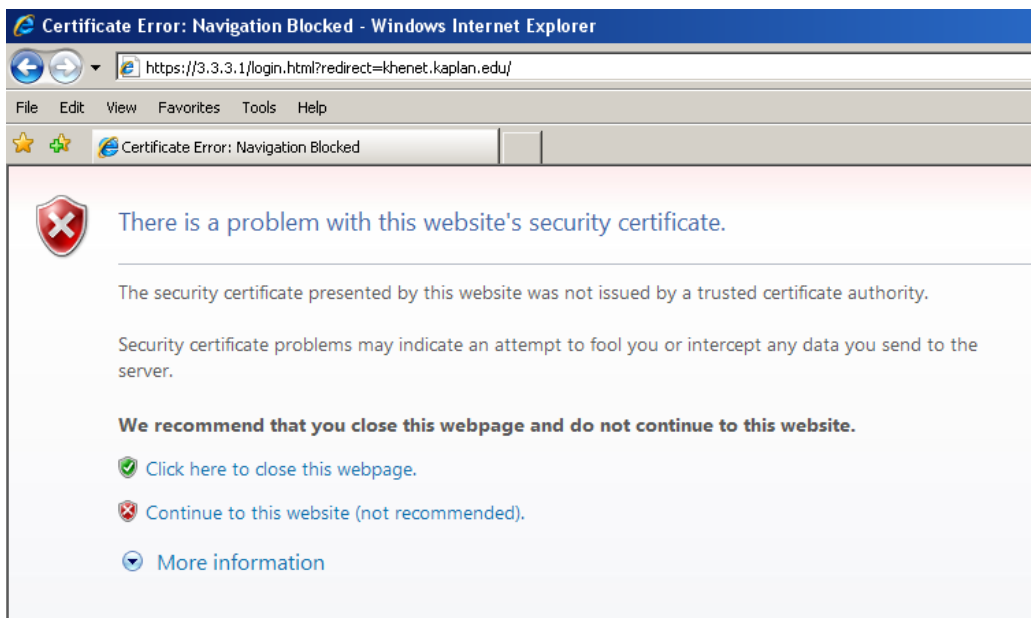 Certificate Error: Navigation Blocked - Windows Internet Explorer
https://3.3.3.1/login.html?redirect=khenet.kaplan.edu/
File Edit View Favorites Tools Help
Certificate Error: Navigation Blocked
There is a problem with this website's security certificate.
The security certificate presented by this website was not issued by a trusted certificate authority.
Security certificate problems may indicate an attempt to fool you or intercept any data you send to the
server.
We recommend that you close this webpage and do not continue to this website.
Click here to close this webpage.
Continue to this website (not recommended).
More information